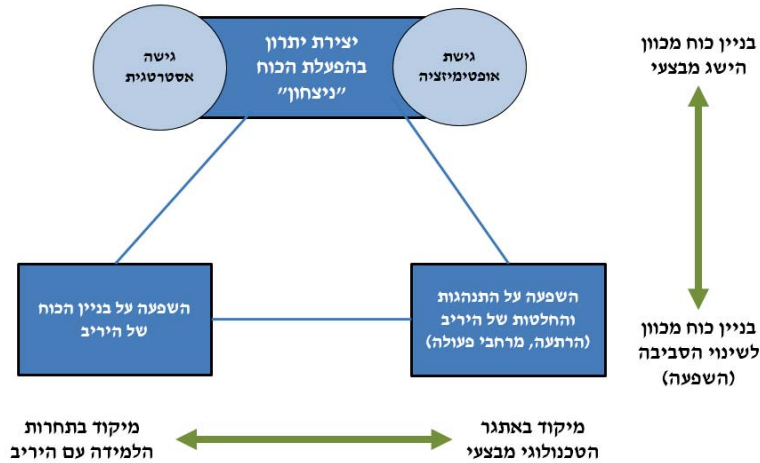 יצירת יתרון
בהפעלת הכוח
״ניצחון״
גישת
אופטימיזציה
גישה
אסטרטגית
בניין כוח מכוון
הישג מבצעי
השפעה על התנהגות
והחלטות של היריב
(הרתעה, מרחבי פעולה)
השפעה על בניין הכוח
של היריב
בניין כוח מכוון
לשינוי הסביבה
(השפעה)
מיקוד באתגר
הטכנולוגי מבצעי
מיקוד בתחרות
הלמידה עם היריב